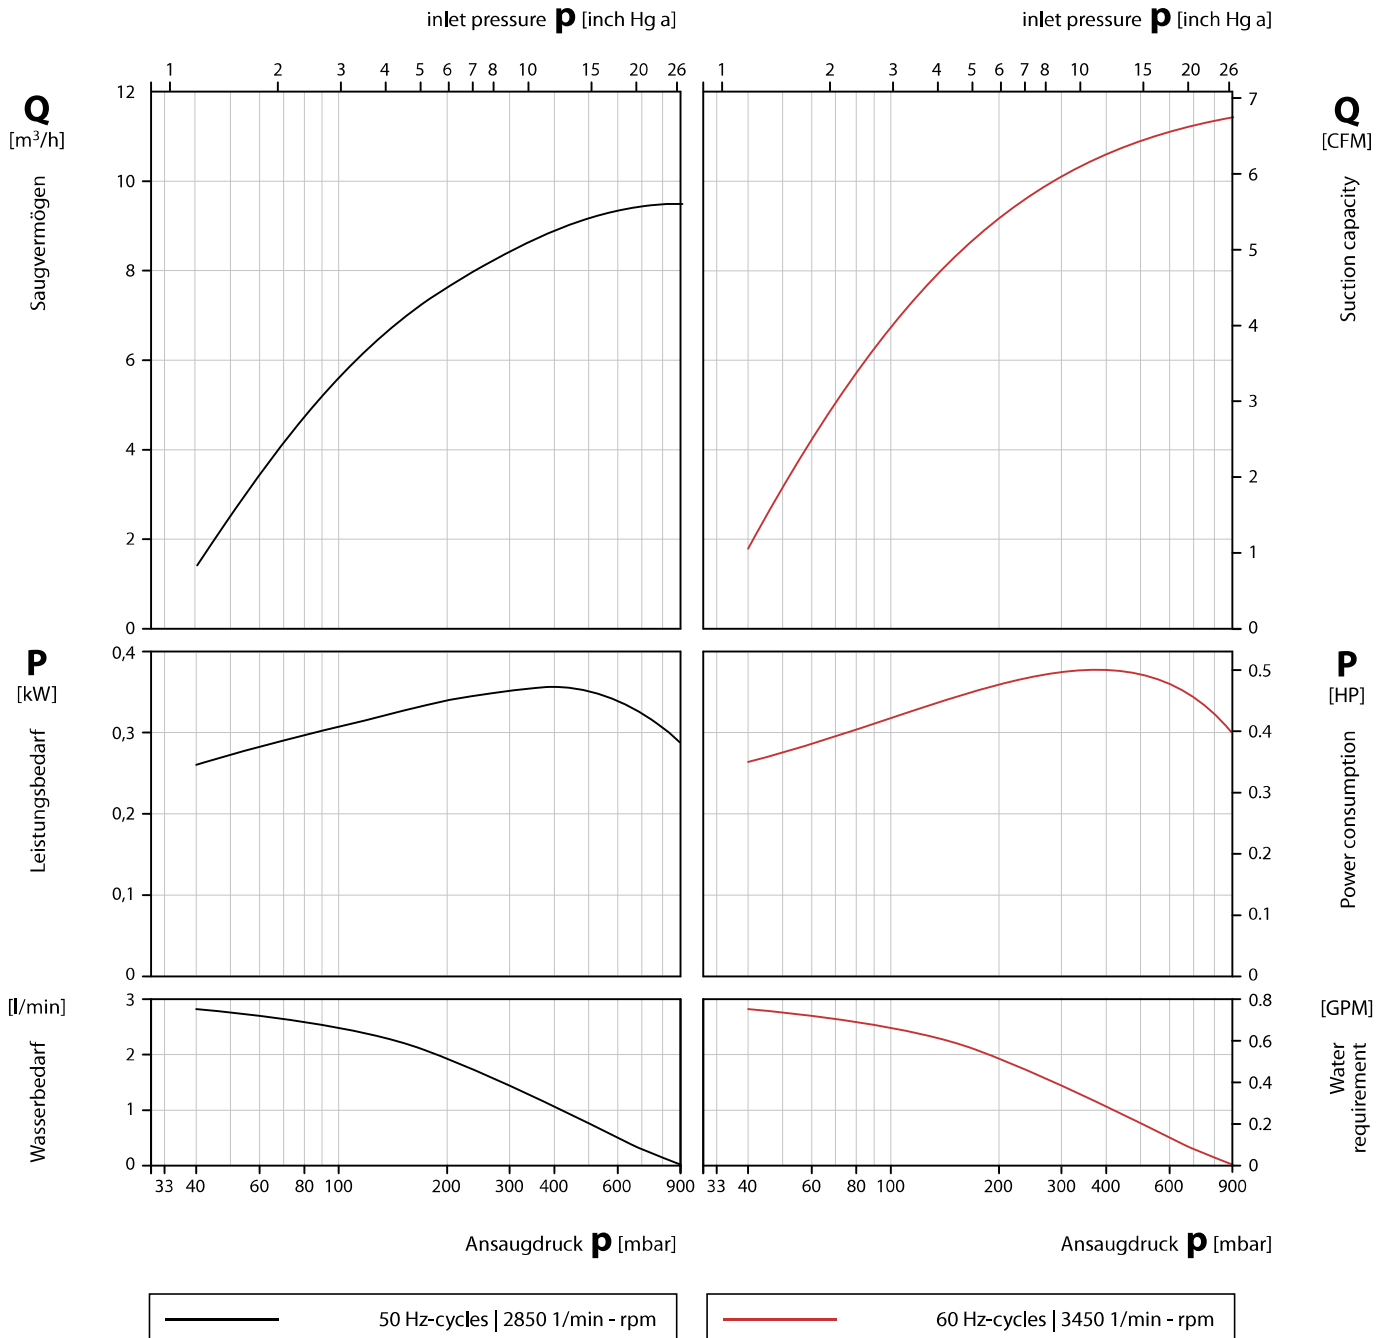 inlet pressure p [inch Hg a] inlet pressure p [inch Hg a]
1 2 3 4 5 6 7 8 10 15 20 26 1 2 3 4 5 6 7 8 10 15 20 26
Q
[m³/h]
Saugvermögen
12
10
8
6
4
2
0
Q
[CFM]
Suction capacity
7
6
5
4
3
2
1
0
P
[kW]
Leistungsbedarf
0,4
0,3
0,2
0,1
0
P
[HP]
Power consumption
0.5
0.4
0.3
0.2
0.1
0
[l/min]
Wasserbedarf
3
2
1
0
[GPM]
Water
requirement
0.8
0.6
0.4
0.2
0
33 40 60 80 100 200 300 400 600 900 33 40 60 80 100 200 300 400 600 900
Ansaugdruck p [mbar] Ansaugdruck p [mbar]
50 Hz-cycles | 2850 1/min - rpm 60 Hz-cycles | 3450 1/min - rpm